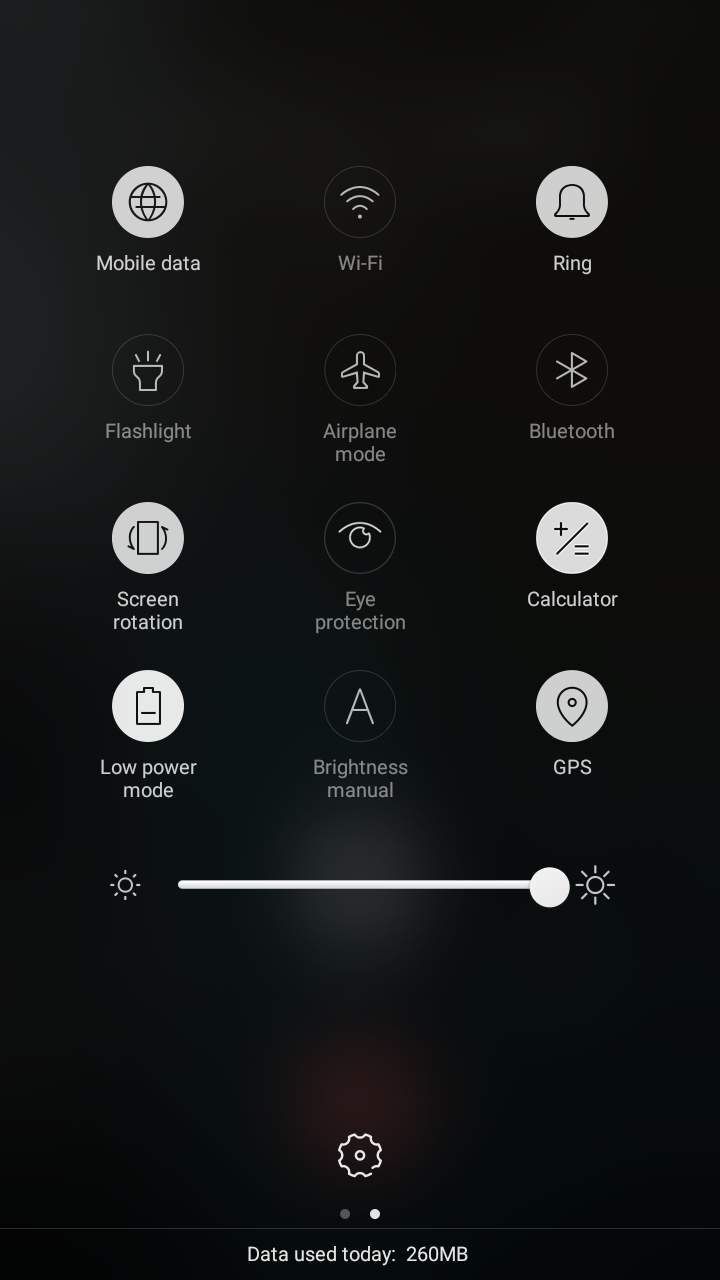 Mobile data
Wi-Fi
Ring
Flashlight
Airplane
mode
Bluetooth
Screen
rotation
Eye
protection
Calculator
Low power
mode
Brightness
manual
GPS
Data used today: 260MB